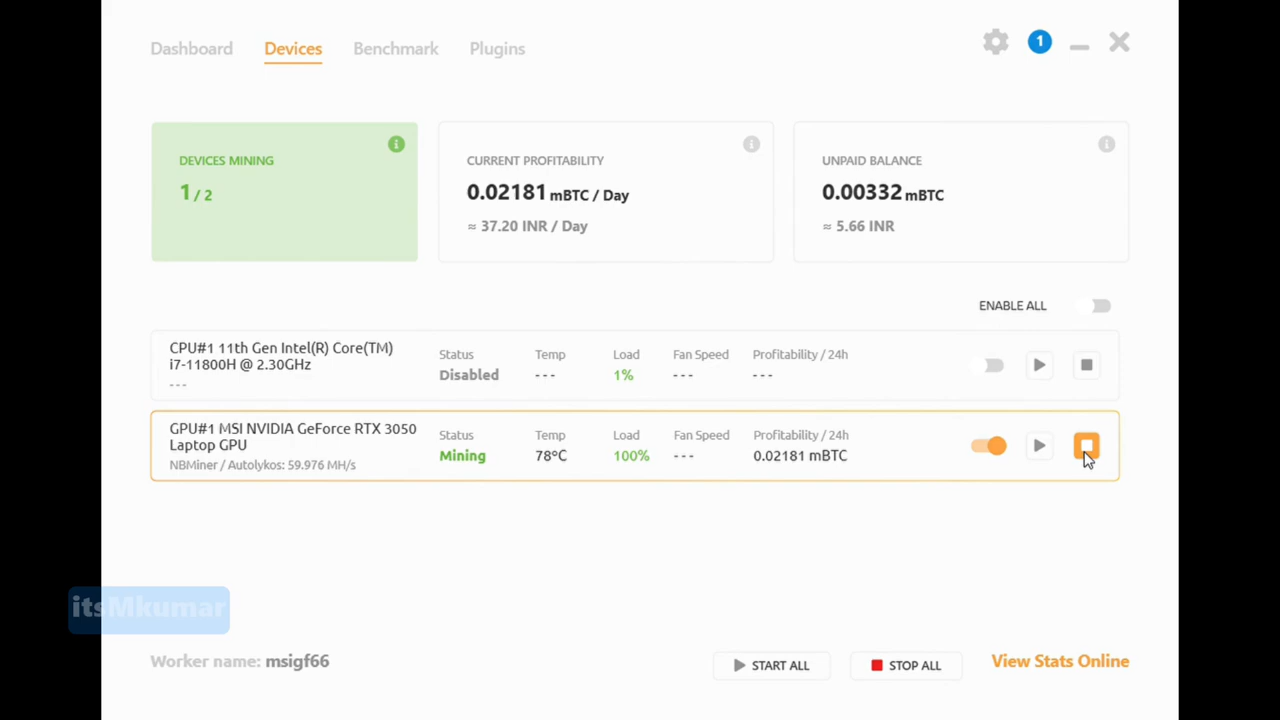 Dashboard Devices Benchmark Plugins
1
DEVICES MINING
1 / 2
CURRENT PROFITABILITY
0.02181 mBTC / Day
≈ 37.20 INR / Day
UNPAID BALANCE
0.00332 mBTC
≈ 5.66 INR
ENABLE ALL
CPU#1 11th Gen Intel(R) Core(TM)
i7-11800H @ 2.30GHz
- - -
Status Temp Load Fan Speed Profitability / 24h
Disabled - - - 1% - - - - - -
GPU#1 MSI NVIDIA GeForce RTX 3050
Laptop GPU
NBMiner / Autolykos: 59.976 MH/s
Status Temp Load Fan Speed Profitability / 24h
Mining 78°C 100% - - - 0.02181 mBTC
itsMkumar
Worker name: msigf66
START ALL STOP ALL View Stats Online